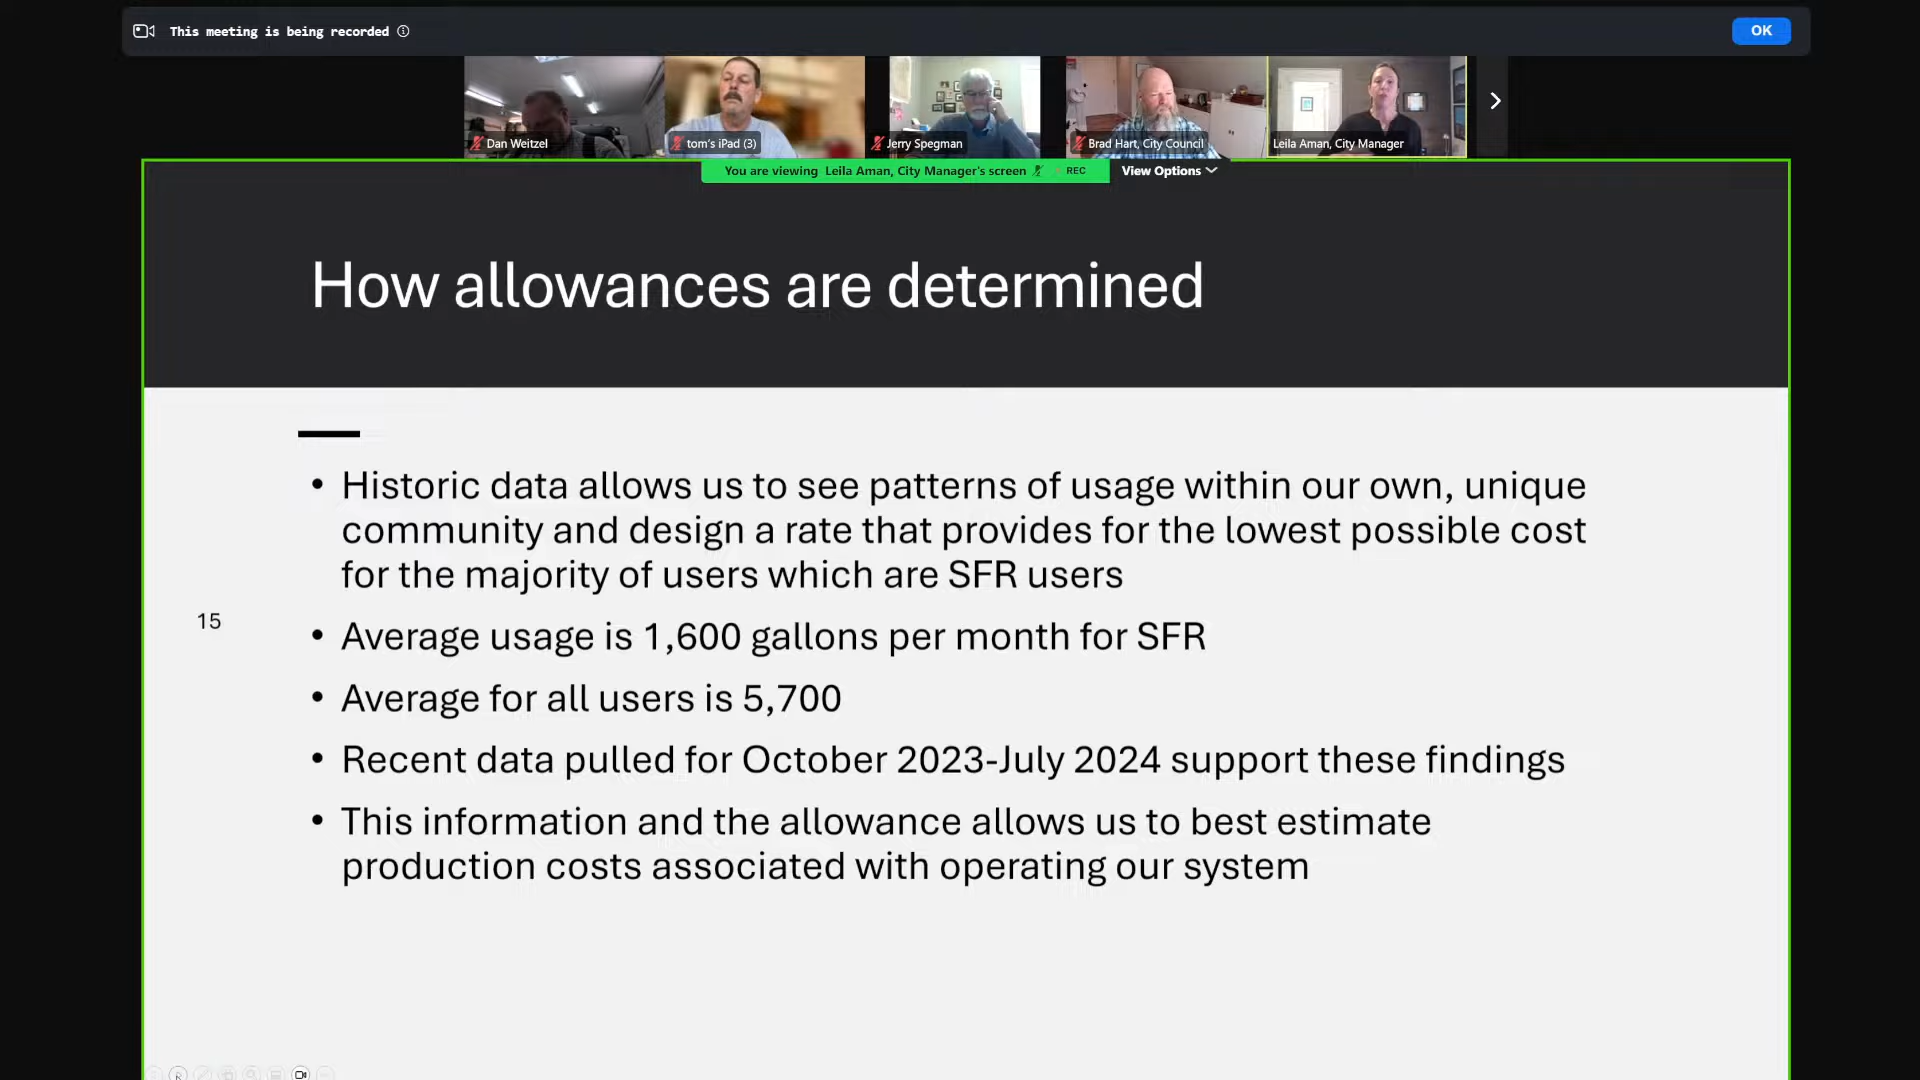 This meeting is being recorded
OK
Dan Weitzel
tom's iPad (3)
Jerry Spegman
Brad Hart, City Council
Leila Aman, City Manager
You are viewing Leila Aman, City Manager's screen
REC
View Options
How allowances are determined
• Historic data allows us to see patterns of usage within our own, unique
community and design a rate that provides for the lowest possible cost
for the majority of users which are SFR users
15
• Average usage is 1,600 gallons per month for SFR
• Average for all users is 5,700
• Recent data pulled for October 2023-July 2024 support these findings
• This information and the allowance allows us to best estimate
production costs associated with operating our system